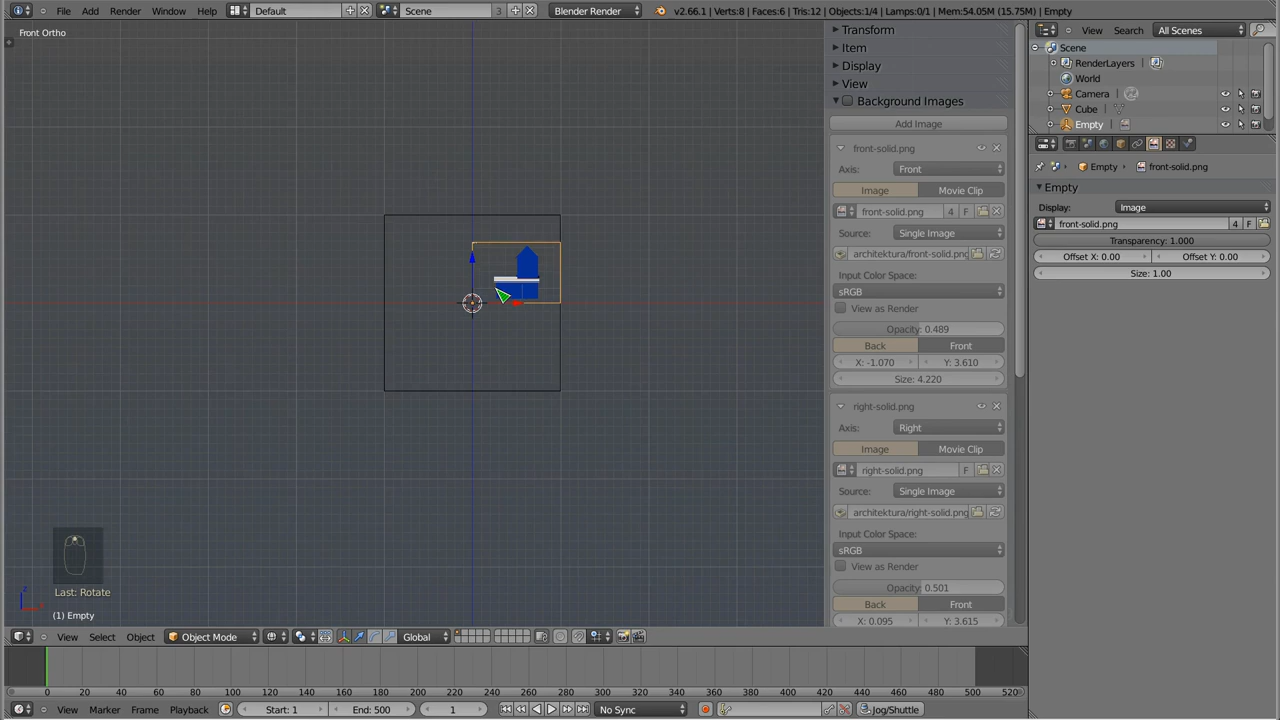 File Add Render Window Help Default Scene 3 Blender Render v2.66.1 | Verts:8 | Faces:6 | Tris:12 | Objects:1/4 | Lamps:0/1 | Mem:54.05M (15.75M) | Empty
Front Ortho
Last: Rotate
(1) Empty
z
View Select Object Object Mode Global
Transform
Item
Display
View
Background Images
Add Image
front-solid.png
Axis: Front
Image Movie Clip
front-solid.png 4 F
Source: Single Image
architektura/front-solid.png
Input Color Space:
sRGB
View as Render
Opacity: 0.489
Back Front
X: -1.070 Y: 3.610
Size: 4.220
right-solid.png
Axis: Right
Image Movie Clip
right-solid.png F
Source: Single Image
architektura/right-solid.png
Input Color Space:
sRGB
View as Render
Opacity: 0.501
Back Front
X: 0.095 Y: 3.615
View Search All Scenes
Scene
RenderLayers
World
Camera
Cube
Empty
Empty front-solid.png
Empty
Display: Image
front-solid.png 4 F
Transparency: 1.000
Offset X: 0.00 Offset Y: 0.00
Size: 1.00
0 20 40 60 80 100 120 140 160 180 200 220 240 260 280 300 320 340 360 380 400 420 440 460 480 500 520
View Marker Frame Playback Start: 1 End: 500 1 No Sync Jog/Shuttle